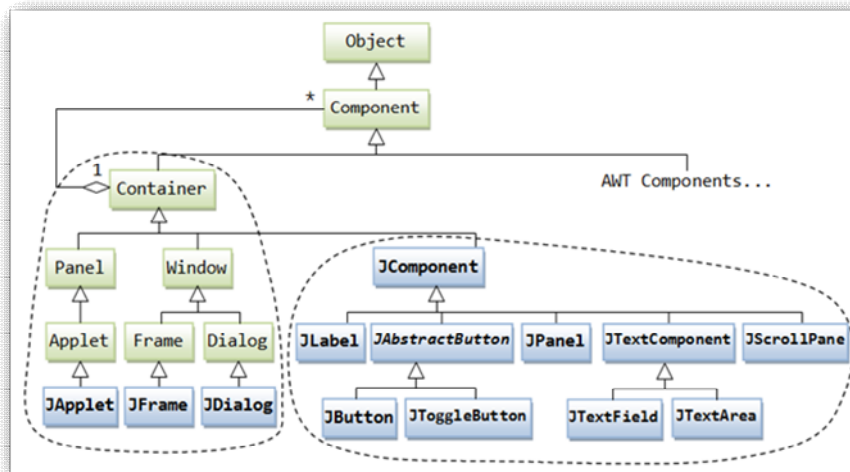 Object
*
Component
1
Container
AWT Components...
Panel
Window
JComponent
Applet
Frame
Dialog
JLabel
JAbstractButton
JPanel
JTextComponent
JScrollPane
JApplet
JFrame
JDialog
JButton
JToggleButton
JTextField
JTextArea